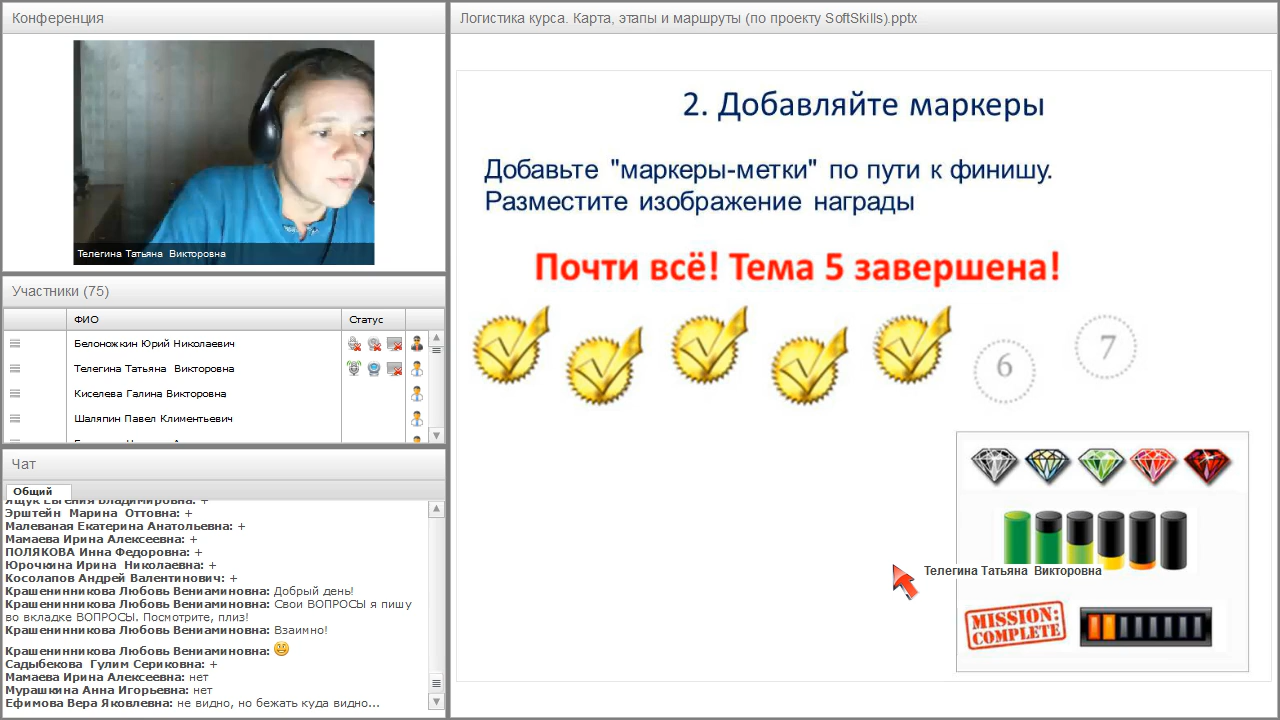 Конференция
Телегина Татьяна Викторовна
Участники (75)
ФИО
Статус
Белоножкин Юрий Николаевич
Телегина Татьяна Викторовна
Киселева Галина Викторовна
Шаляпин Павел Климентьевич
Чат
Общий
Ящук Евгения Владимировна: +
Эрштейн Марина Оттовна: +
Малеваная Екатерина Анатольевна: +
Мамаева Ирина Алексеевна: +
ПОЛЯКОВА Инна Федоровна: +
Юрочкина Ирина Николаевна: +
Косолапов Андрей Валентинович: +
Крашенинникова Любовь Вениаминовна: Добрый день!
Крашенинникова Любовь Вениаминовна: Свои ВОПРОСЫ я пишу
во вкладке ВОПРОСЫ. Посмотрите, плиз!
Крашенинникова Любовь Вениаминовна: Взаимно!
Крашенинникова Любовь Вениаминовна:
Садыбекова Гулим Сериковна: +
Мамаева Ирина Алексеевна: нет
Мурашкина Анна Игорьевна: нет
Ефимова Вера Яковлевна: не видно, но бежать куда видно...
Логистика курса. Карта, этапы и маршруты (по проекту SoftSkills).pptx
2. Добавляйте маркеры
Добавьте "маркеры-метки" по пути к финишу.
Разместите изображение награды
Почти всё! Тема 5 завершена!
6
7
Телегина Татьяна Викторовна
MISSION:
COMPLETE